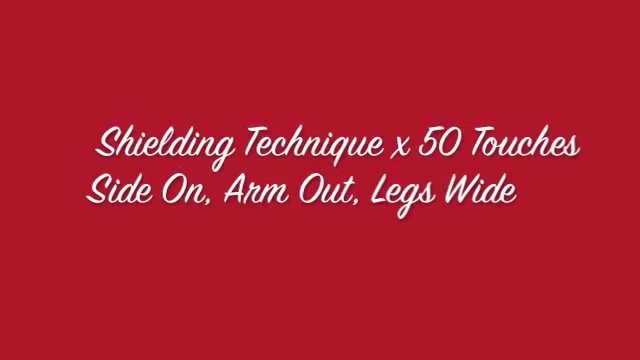 Shielding Technique x 50 Touches
Side On, Arm Out, Legs Wide